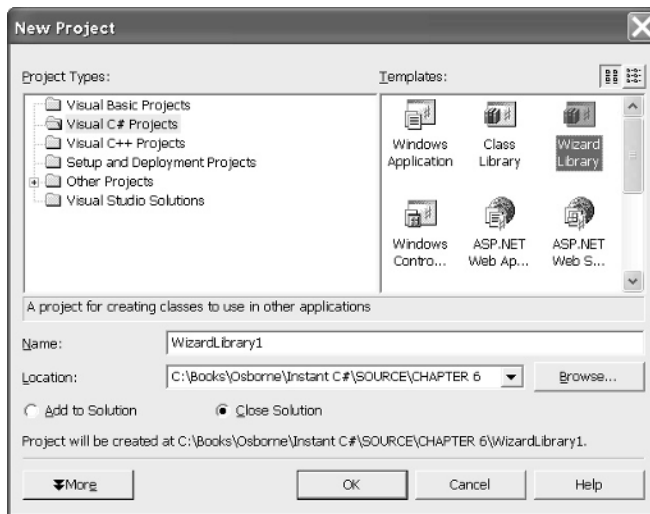 New Project
Project Types:
Templates:
Visual Basic Projects
Visual C# Projects
Visual C++ Projects
Setup and Deployment Projects
Other Projects
Visual Studio Solutions
Windows Application
Class Library
Wizard Library
Windows Contro...
ASP.NET Web Ap...
ASP.NET Web S...
A project for creating classes to use in other applications
Name:
WizardLibrary1
Location:
C:\Books\Osborne\Instant C#\SOURCE\CHAPTER 6
Browse...
Add to Solution
Close Solution
Project will be created at C:\Books\Osborne\Instant C#\SOURCE\CHAPTER 6\WizardLibrary1.
More
OK
Cancel
Help